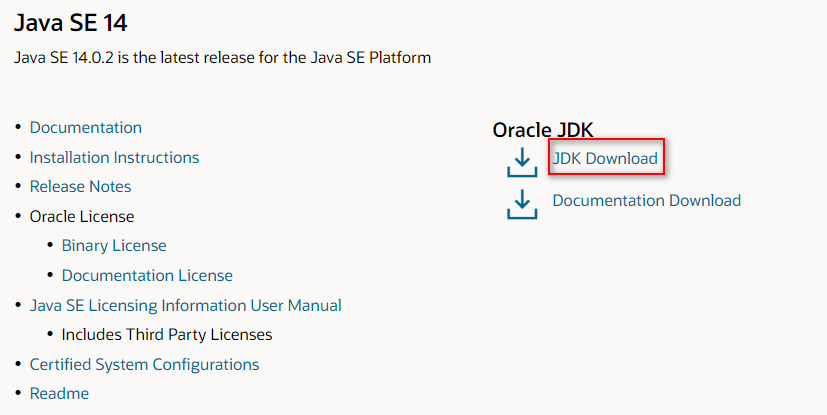 Java SE 14
Java SE 14.0.2 is the latest release for the Java SE Platform
• Documentation
• Installation Instructions
• Release Notes
• Oracle License
• Binary License
• Documentation License
• Java SE Licensing Information User Manual
• Includes Third Party Licenses
• Certified System Configurations
• Readme
Oracle JDK
JDK Download
Documentation Download